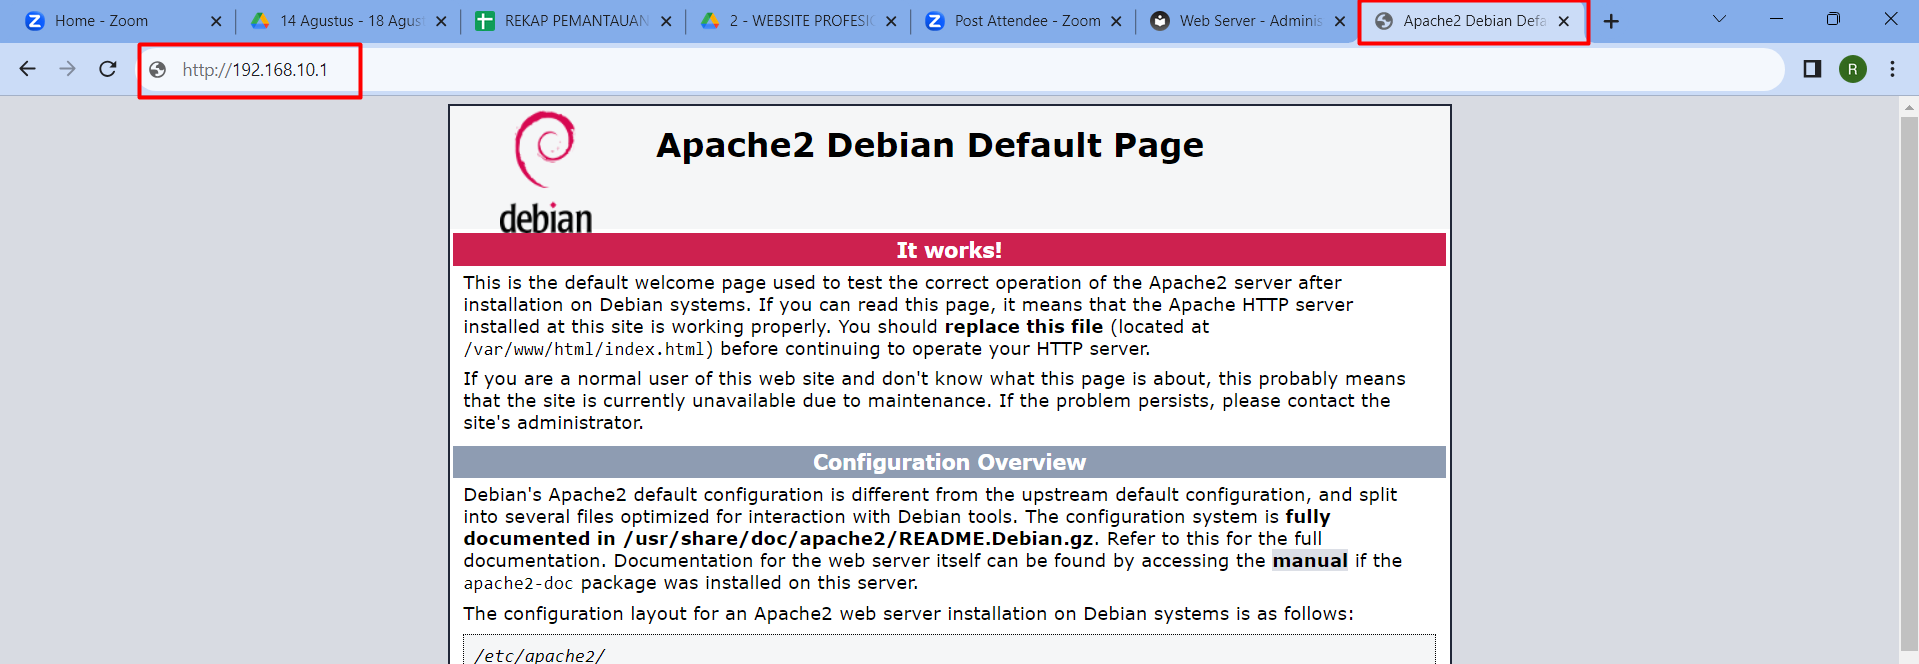 Home - Zoom
14 Agustus - 18 Agust
REKAP PEMANTAUAN
2 - WEBSITE PROFESIO
Post Attendee - Zoom
Web Server - Adminis
Apache2 Debian Defa
http://192.168.10.1
R
debian
Apache2 Debian Default Page
It works!
This is the default welcome page used to test the correct operation of the Apache2 server after
installation on Debian systems. If you can read this page, it means that the Apache HTTP server
installed at this site is working properly. You should replace this file (located at
/var/www/html/index.html) before continuing to operate your HTTP server.
If you are a normal user of this web site and don't know what this page is about, this probably means
that the site is currently unavailable due to maintenance. If the problem persists, please contact the
site's administrator.
Configuration Overview
Debian's Apache2 default configuration is different from the upstream default configuration, and split
into several files optimized for interaction with Debian tools. The configuration system is fully
documented in /usr/share/doc/apache2/README.Debian.gz. Refer to this for the full
documentation. Documentation for the web server itself can be found by accessing the manual if the
apache2-doc package was installed on this server.
The configuration layout for an Apache2 web server installation on Debian systems is as follows:
/etc/apache2/